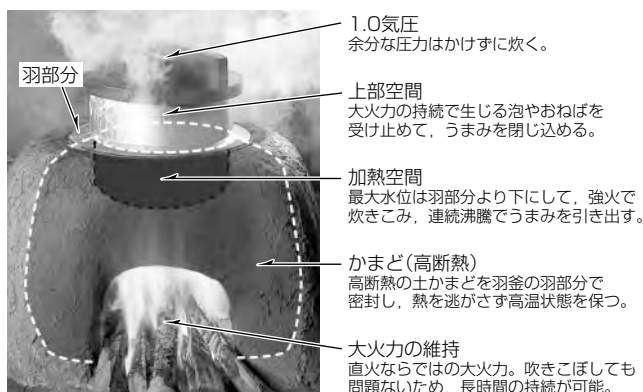 羽部分
1.0気圧
余分な圧力はかけずに炊く。
上部空間
大火力の持続で生じる泡やおねばを
受け止めて，うまみを閉じ込める。
加熱空間
最大水位は羽部分より下にして，強火で
炊きこみ，連続沸騰でうまみを引き出す。
かまど(高断熱)
高断熱の土かまどを羽釜の羽部分で
密封し，熱を逃がさず高温状態を保つ。
大火力の維持
直火ならではの大火力。吹きこぼしても
問題ないため，長時間の持続が可能。